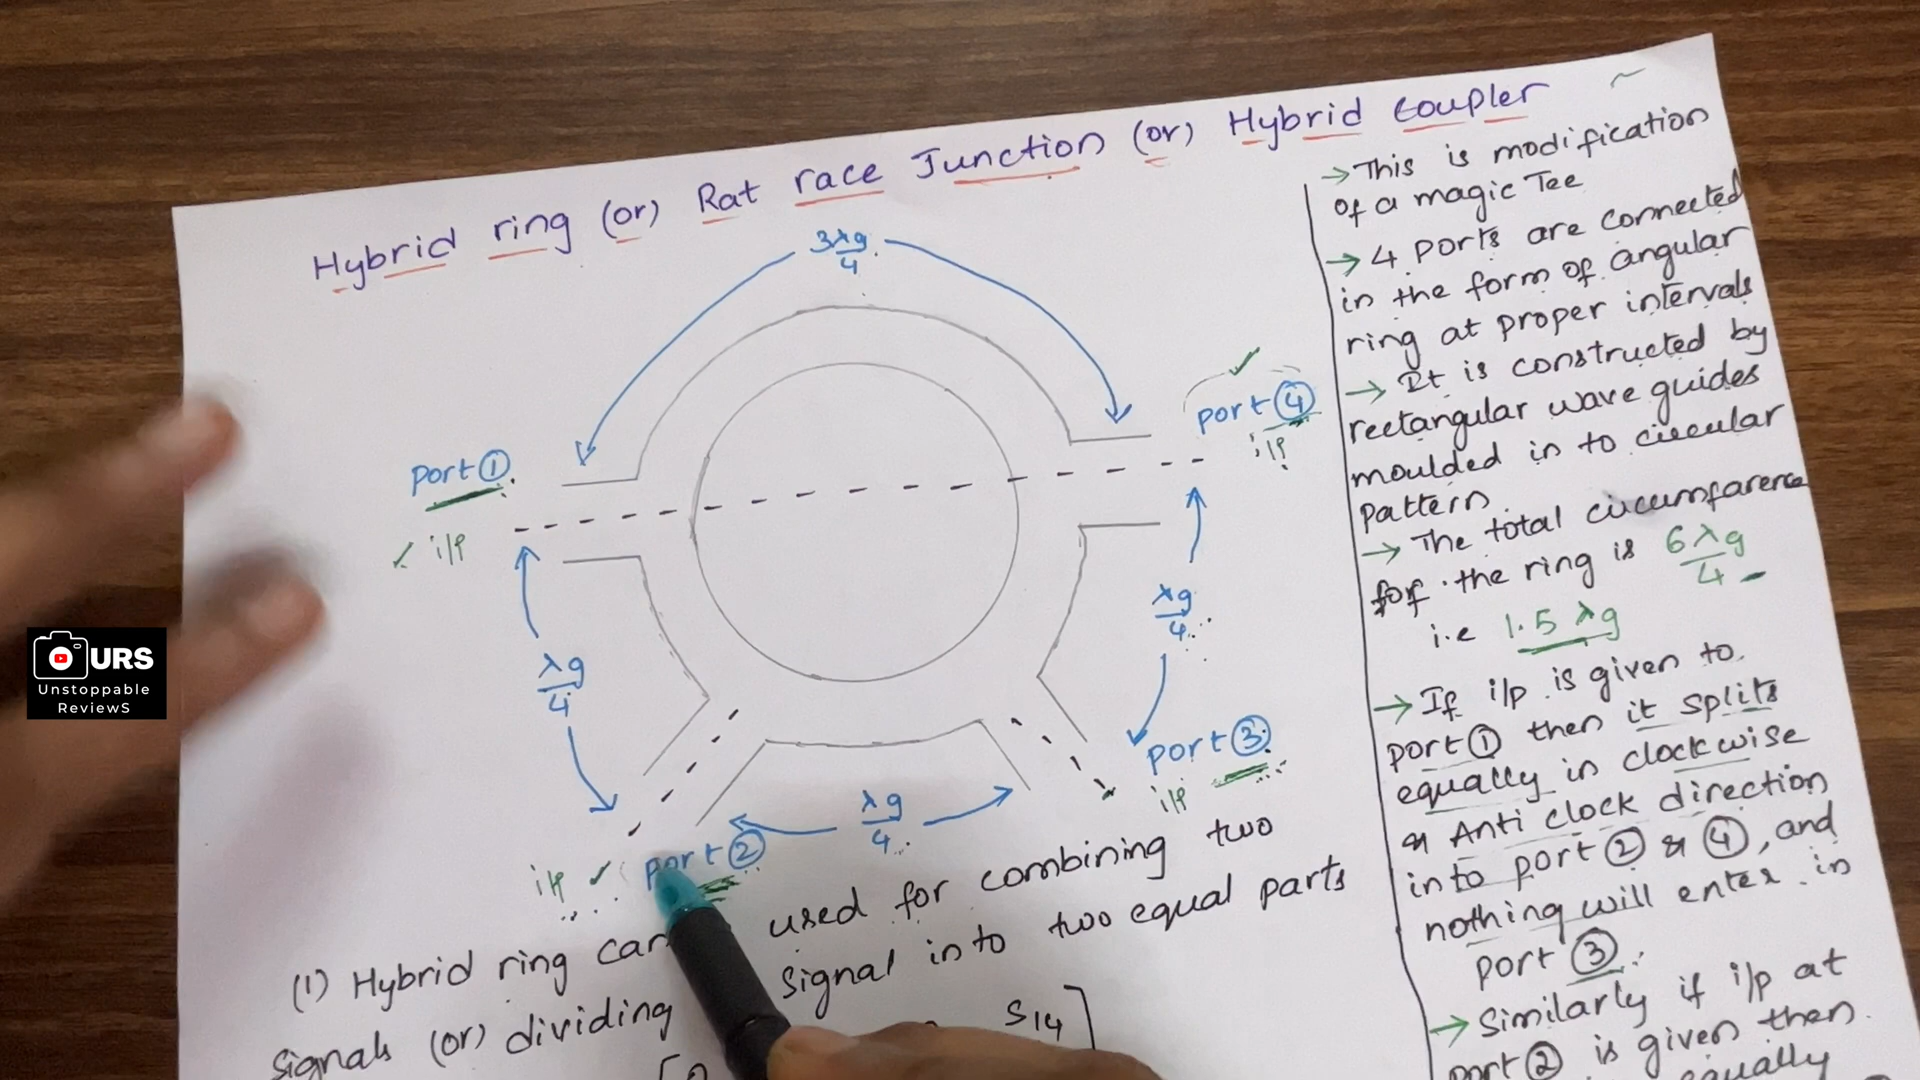 Hybrid ring (or) Rat race Junction (or) Hybrid coupler
3λg
4
port 1
i/p
port 4
i/p
λg
4
λg
4
port 3
i/p
λg
4
port 2
i/p
(1) Hybrid ring can used for combining two
signals (or) dividing signal in to two equal parts
S14
→ This is modification
of a magic Tee
→ 4 ports are connected
in the form of angular
ring at proper intervals
→ It is constructed by
rectangular wave guides
moulded in to circular
pattern
→ The total circumfarence
for the ring is 6λg
4
i.e 1.5 λg
→ If i/p is given to
port 1 then it splits
equally in clockwise
& Anti clock direction
in to port 2 & 4, and
nothing will enter in
port 3.
→ Similarly if i/p at
port 2 is given then
equally
OURS
Unstoppable
ReviewS